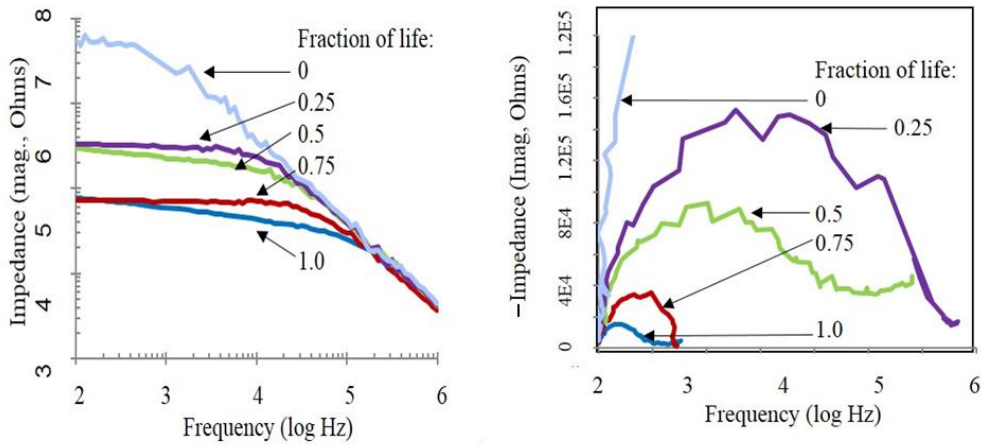 8
7
6
5
4
3
Impedance (mag., Ohms)
Fraction of life:
0
0.25
0.5
0.75
1.0
2
3
4
5
6
Frequency (log Hz)
1.2E5
1.6E5
1.2E5
8E4
4E4
0
−Impedance (Imag, Ohms)
Fraction of life:
0
0.25
0.5
0.75
1.0
2
3
4
5
6
Frequency (log Hz)